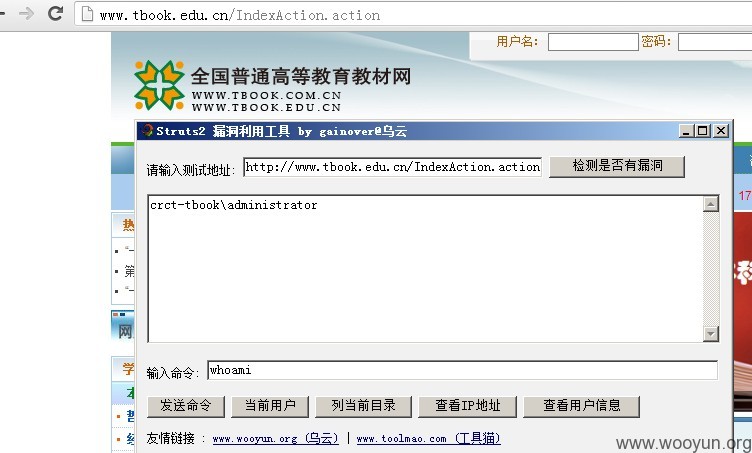 www.tbook.edu.cn/IndexAction.action
用户名： 密码：
全国普通高等教育教材网
WWW.TBOOK.COM.CN
WWW.TBOOK.EDU.CN
Struts2 漏洞利用工具 by gainover@乌云
请输入测试地址： http://www.tbook.edu.cn/IndexAction.action 检测是否有漏洞
crct-tbook\administrator
17
热
第
网
学
输入命令： whoami
发送命令 当前用户 列当前目录 查看IP地址 查看用户信息
友情链接 : www.wooyun.org (乌云) | www.toolmao.com (工具猫)
www.wooyun.org